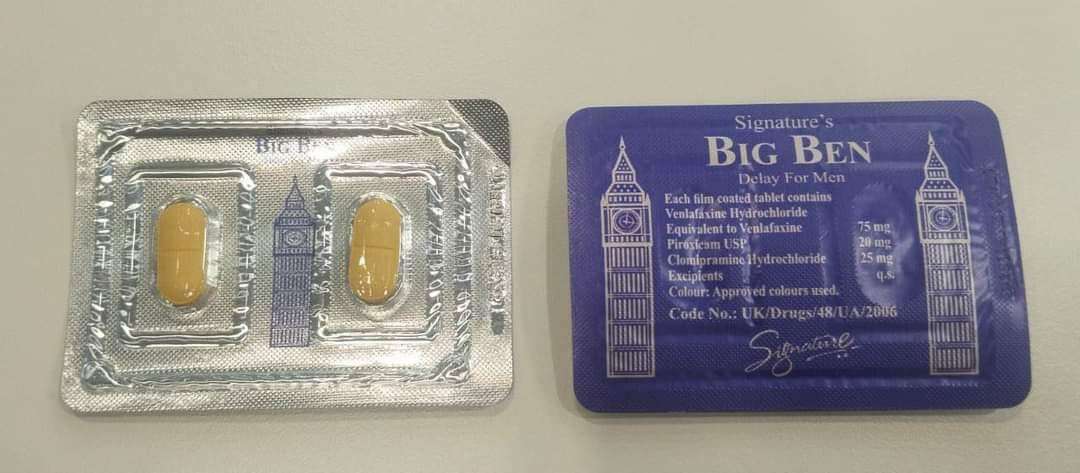 BIG BEN
Signature's
BIG BEN
Delay For Men
Each film coated tablet contains
Venlafaxine Hydrochloride
Equivalent to Venlafaxine 75 mg
Piroxicam USP 20 mg
Clomipramine Hydrochloride 25 mg
Excipients q.s.
Colour: Approved colours used.
Code No.: UK/Drugs/48/UA/2006
Signature